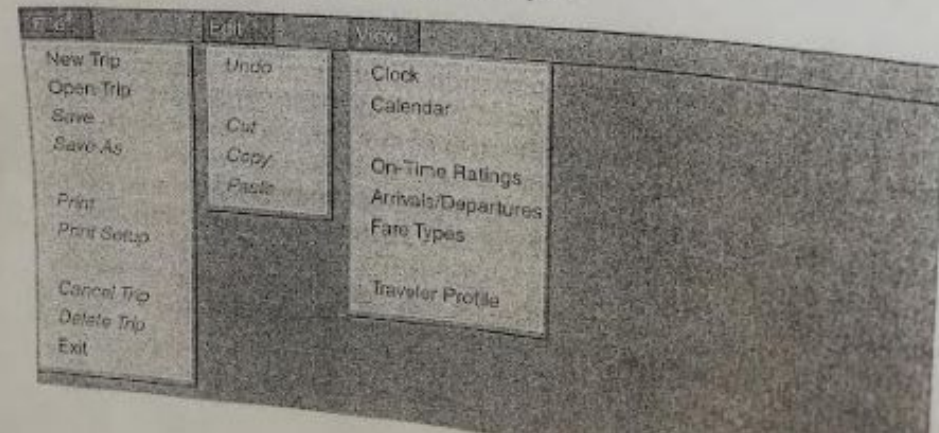 File
New Trip
Open Trip
Save
Save As
Print
Print Setup
Cancel Trip
Delete Trip
Exit
Edit
Undo
Cut
Copy
Paste
View
Clock
Calendar
On-Time Ratings
Arrivals/Departures
Fare Types
Traveler Profile